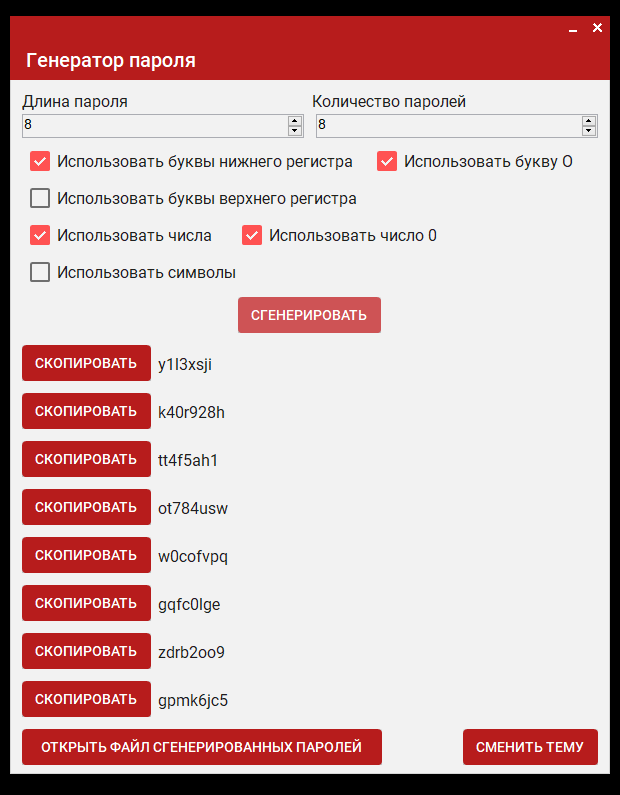 Генератор пароля
Длина пароля Количество паролей
8 8
Использовать буквы нижнего регистра Использовать букву О
Использовать буквы верхнего регистра
Использовать числа Использовать число 0
Использовать символы
СГЕНЕРИРОВАТЬ
СКОПИРОВАТЬ y1l3xsji
СКОПИРОВАТЬ k40r928h
СКОПИРОВАТЬ tt4f5ah1
СКОПИРОВАТЬ ot784usw
СКОПИРОВАТЬ w0cofvpq
СКОПИРОВАТЬ gqfc0lge
СКОПИРОВАТЬ zdrb2oo9
СКОПИРОВАТЬ gpmk6jc5
ОТКРЫТЬ ФАЙЛ СГЕНЕРИРОВАННЫХ ПАРОЛЕЙ СМЕНИТЬ ТЕМУ